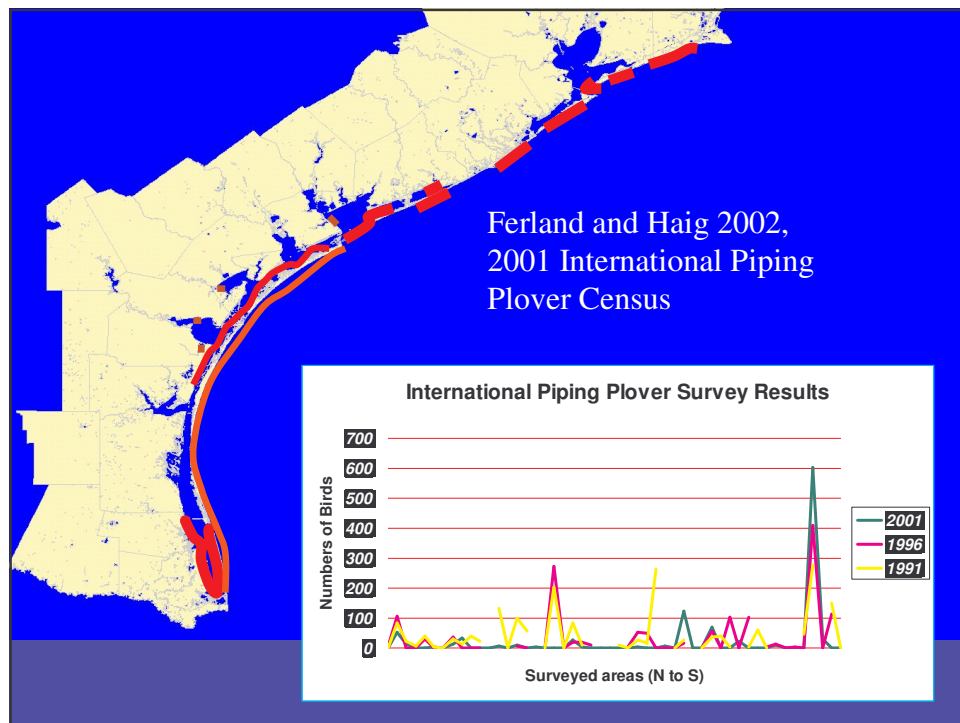 Ferland and Haig 2002,
2001 International Piping
Plover Census
International Piping Plover Survey Results
Numbers of Birds
700
600
500
400
300
200
100
0
2001
1996
1991
Surveyed areas (N to S)